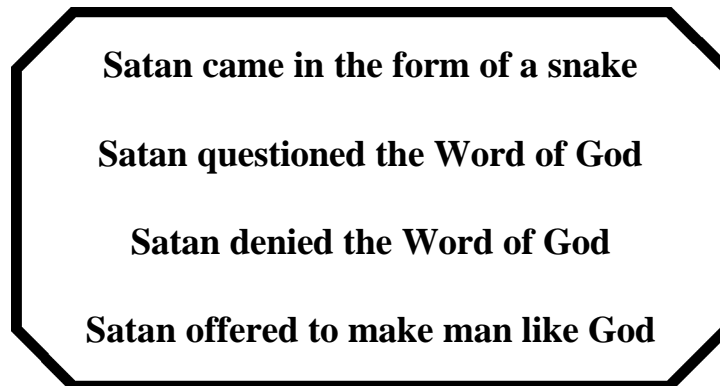 Satan came in the form of a snake
Satan questioned the Word of God
Satan denied the Word of God
Satan offered to make man like God